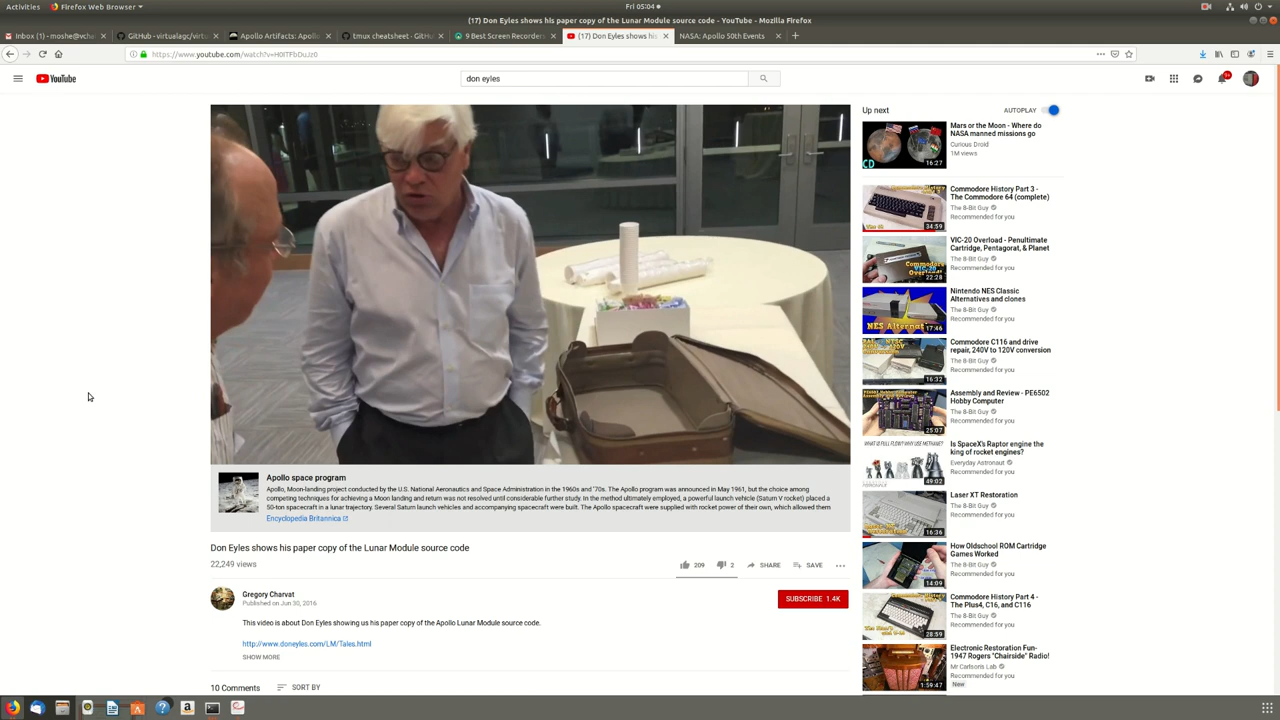 Activities
Firefox Web Browser
Fri 05:04
(17) Don Eyles shows his paper copy of the Lunar Module source code - YouTube - Mozilla Firefox
Inbox (1) - moshe@vcha
GitHub - virtualagc/virtu
Apollo Artifacts: Apollo
tmux cheatsheet · GitHu
9 Best Screen Recorders
(17) Don Eyles shows his
NASA: Apollo 50th Events
https://www.youtube.com/watch?v=
YouTube
don eyles
9+
Up next
AUTOPLAY
Mars or the Moon - Where do
NASA manned missions go
Curious Droid
1M views
CD
16:27
Commodore History Part 3 -
The Commodore 64 (complete)
The 8-Bit Guy
Recommended for you
34:59
VIC-20 Overload - Penultimate
Cartridge, Pentagorat, & Planet
The 8-Bit Guy
Recommended for you
22:28
Nintendo NES Classic
Alternatives and clones
The 8-Bit Guy
Recommended for you
NES Alternat
17:46
Commodore C116 and drive
repair, 240V to 120V conversion
The 8-Bit Guy
Recommended for you
16:32
Assembly and Review - PE6502
Hobby Computer
The 8-Bit Guy
Recommended for you
25:07
Is SpaceX's Raptor engine the
king of rocket engines?
Everyday Astronaut
Recommended for you
WHAT IS FULL FLOW? WHY USE METHANE?
49:02
Laser XT Restoration
The 8-Bit Guy
Recommended for you
16:36
How Oldschool ROM Cartridge
Games Worked
The 8-Bit Guy
Recommended for you
14:09
Commodore History Part 4 -
The Plus4, C16, and C116
The 8-Bit Guy
Recommended for you
28:59
Electronic Restoration Fun-
1947 Rogers "Chairside" Radio!
Mr Carlsons Lab
Recommended for you
New
1:59:47
Apollo space program
Apollo, Moon-landing project conducted by the U.S. National Aeronautics and Space Administration in the 1960s and '70s. The Apollo program was announced in May 1961, but the choice among
competing techniques for achieving a Moon landing and return was not resolved until considerable further study. In the method ultimately employed, a powerful launch vehicle (Saturn V rocket) placed a
50-ton spacecraft in a lunar trajectory. Several Saturn launch vehicles and accompanying spacecraft were built. The Apollo spacecraft were supplied with rocket power of their own, which allowed them
Encyclopedia Britannica
Don Eyles shows his paper copy of the Lunar Module source code
22,249 views
209
2
SHARE
SAVE
Gregory Charvat
Published on Jun 30, 2016
SUBSCRIBE 1.4K
This video is about Don Eyles showing us his paper copy of the Apollo Lunar Module source code.
http://www.doneyles.com/LM/Tales.html
SHOW MORE
10 Comments
SORT BY